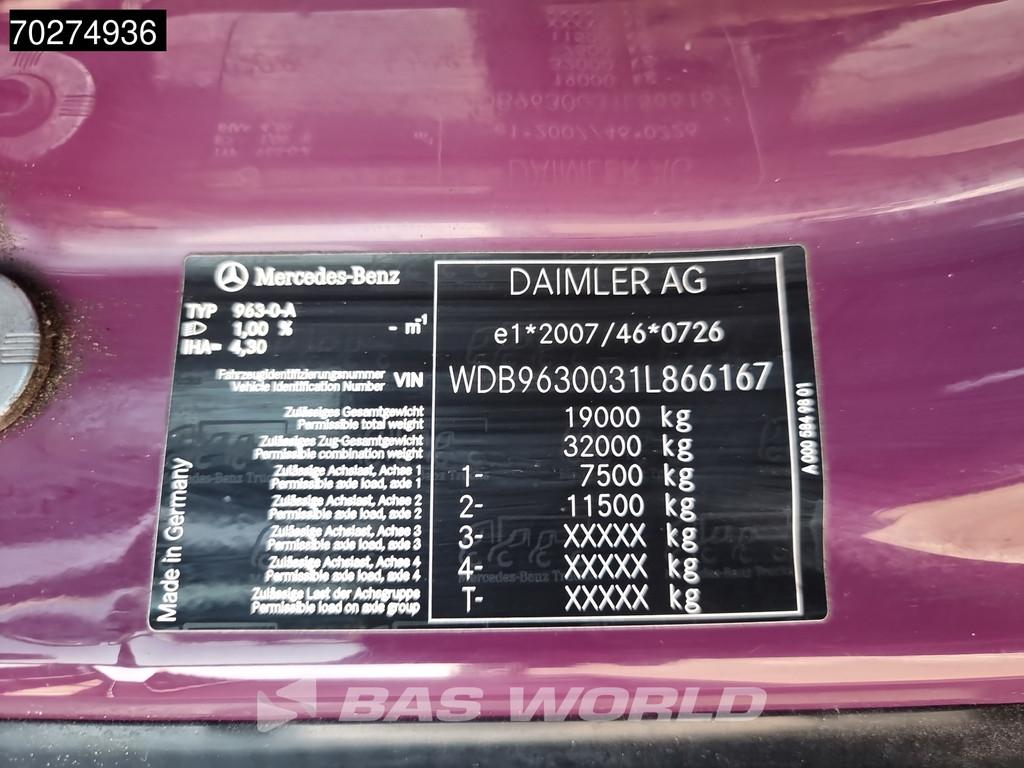 70274936
Mercedes-Benz
TYP 963-0-A
1,00 % - m-1
IHA= 4,30
Fahrzeugidentifizierungsnummer
Vehicle Identification Number VIN
Zulässiges Gesamtgewicht
Permissible total weight
Zulässiges Zug-Gesamtgewicht
Permissible combination weight
Zulässige Achslast, Achse 1
Permissible axle load, axle 1
Zulässige Achslast, Achse 2
Permissible axle load, axle 2
Zulässige Achslast, Achse 3
Permissible axle load, axle 3
Zulässige Achslast, Achse 4
Permissible axle load, axle 4
Zulässige Last der Achsgruppe
Permissible load on axle group
Made in Germany
DAIMLER AG
e1*2007/46*0726
WDB9630031L866167
19000 kg
32000 kg
1- 7500 kg
2- 11500 kg
3- XXXXX kg
4- XXXXX kg
T- XXXXX kg
A 000 584 98 01
BAS WORLD